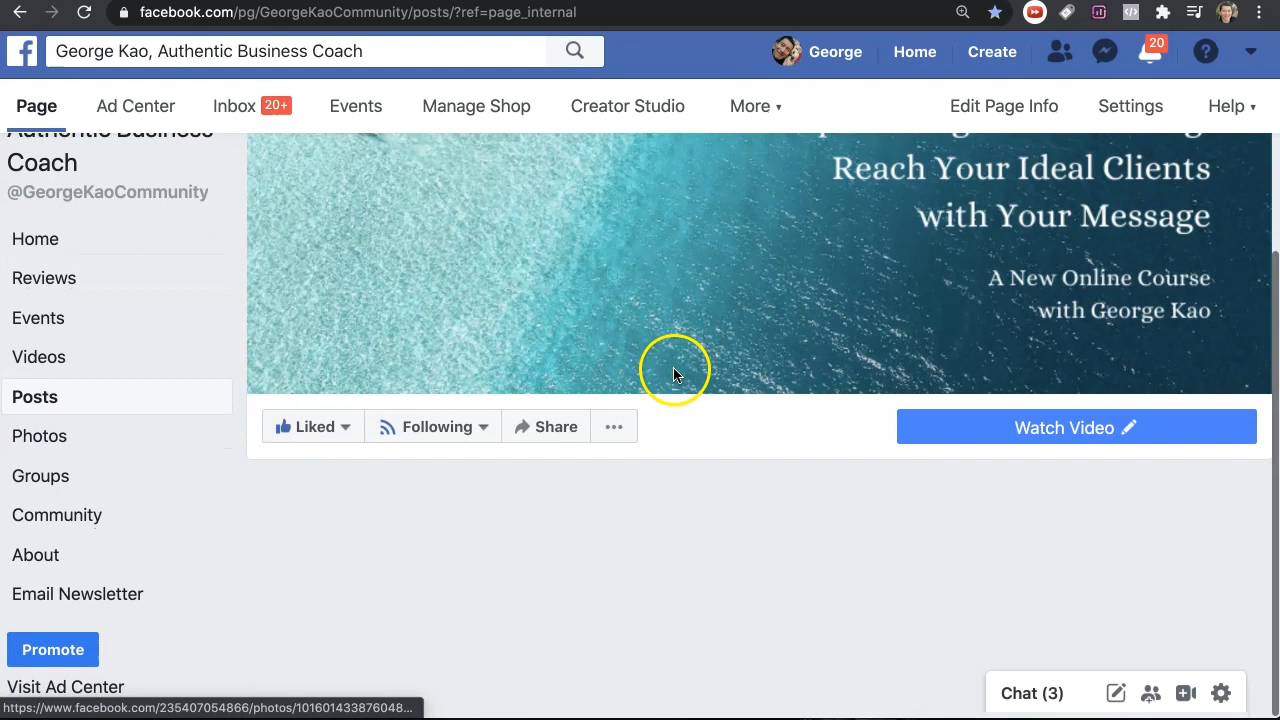 facebook.com/pg/GeorgeKaoCommunity/posts/?ref=page_internal
George Kao, Authentic Business Coach
George
Home
Create
20
Page
Ad Center
Inbox 20+
Events
Manage Shop
Creator Studio
More
Edit Page Info
Settings
Help
Authentic Business
Coach
@GeorgeKaoCommunity
Home
Reviews
Events
Videos
Posts
Photos
Groups
Community
About
Email Newsletter
Promote
Visit Ad Center
Reach Your Ideal Clients
with Your Message
A New Online Course
with George Kao
Liked
Following
Share
Watch Video
Chat (3)
https://www.facebook.com/235407054866/photos/101601433876048...